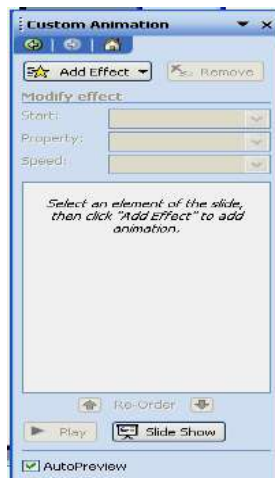 Custom Animation
Add Effect Remove
Modify effect
Start:
Property:
Speed:
Select an element of the slide,
then click "Add Effect" to add
animation.
Re-Order
Play Slide Show
AutoPreview